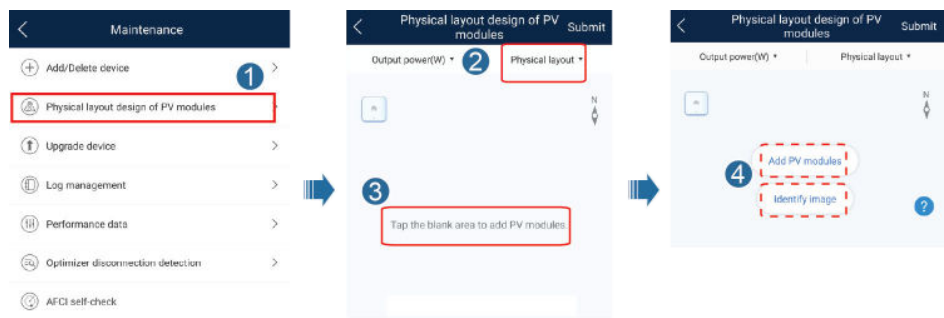 Maintenance
Add/Delete device
1
Physical layout design of PV modules
Upgrade device
Log management
Performance data
Optimizer disconnection detection
AFCI self-check
Physical layout design of PV
modules
Submit
Output power(W)
2
Physical layout
N
3
Tap the blank area to add PV modules.
Physical layout design of PV
modules
Submit
Output power(W)
Physical layout
N
4
Add PV modules
Identify image
?